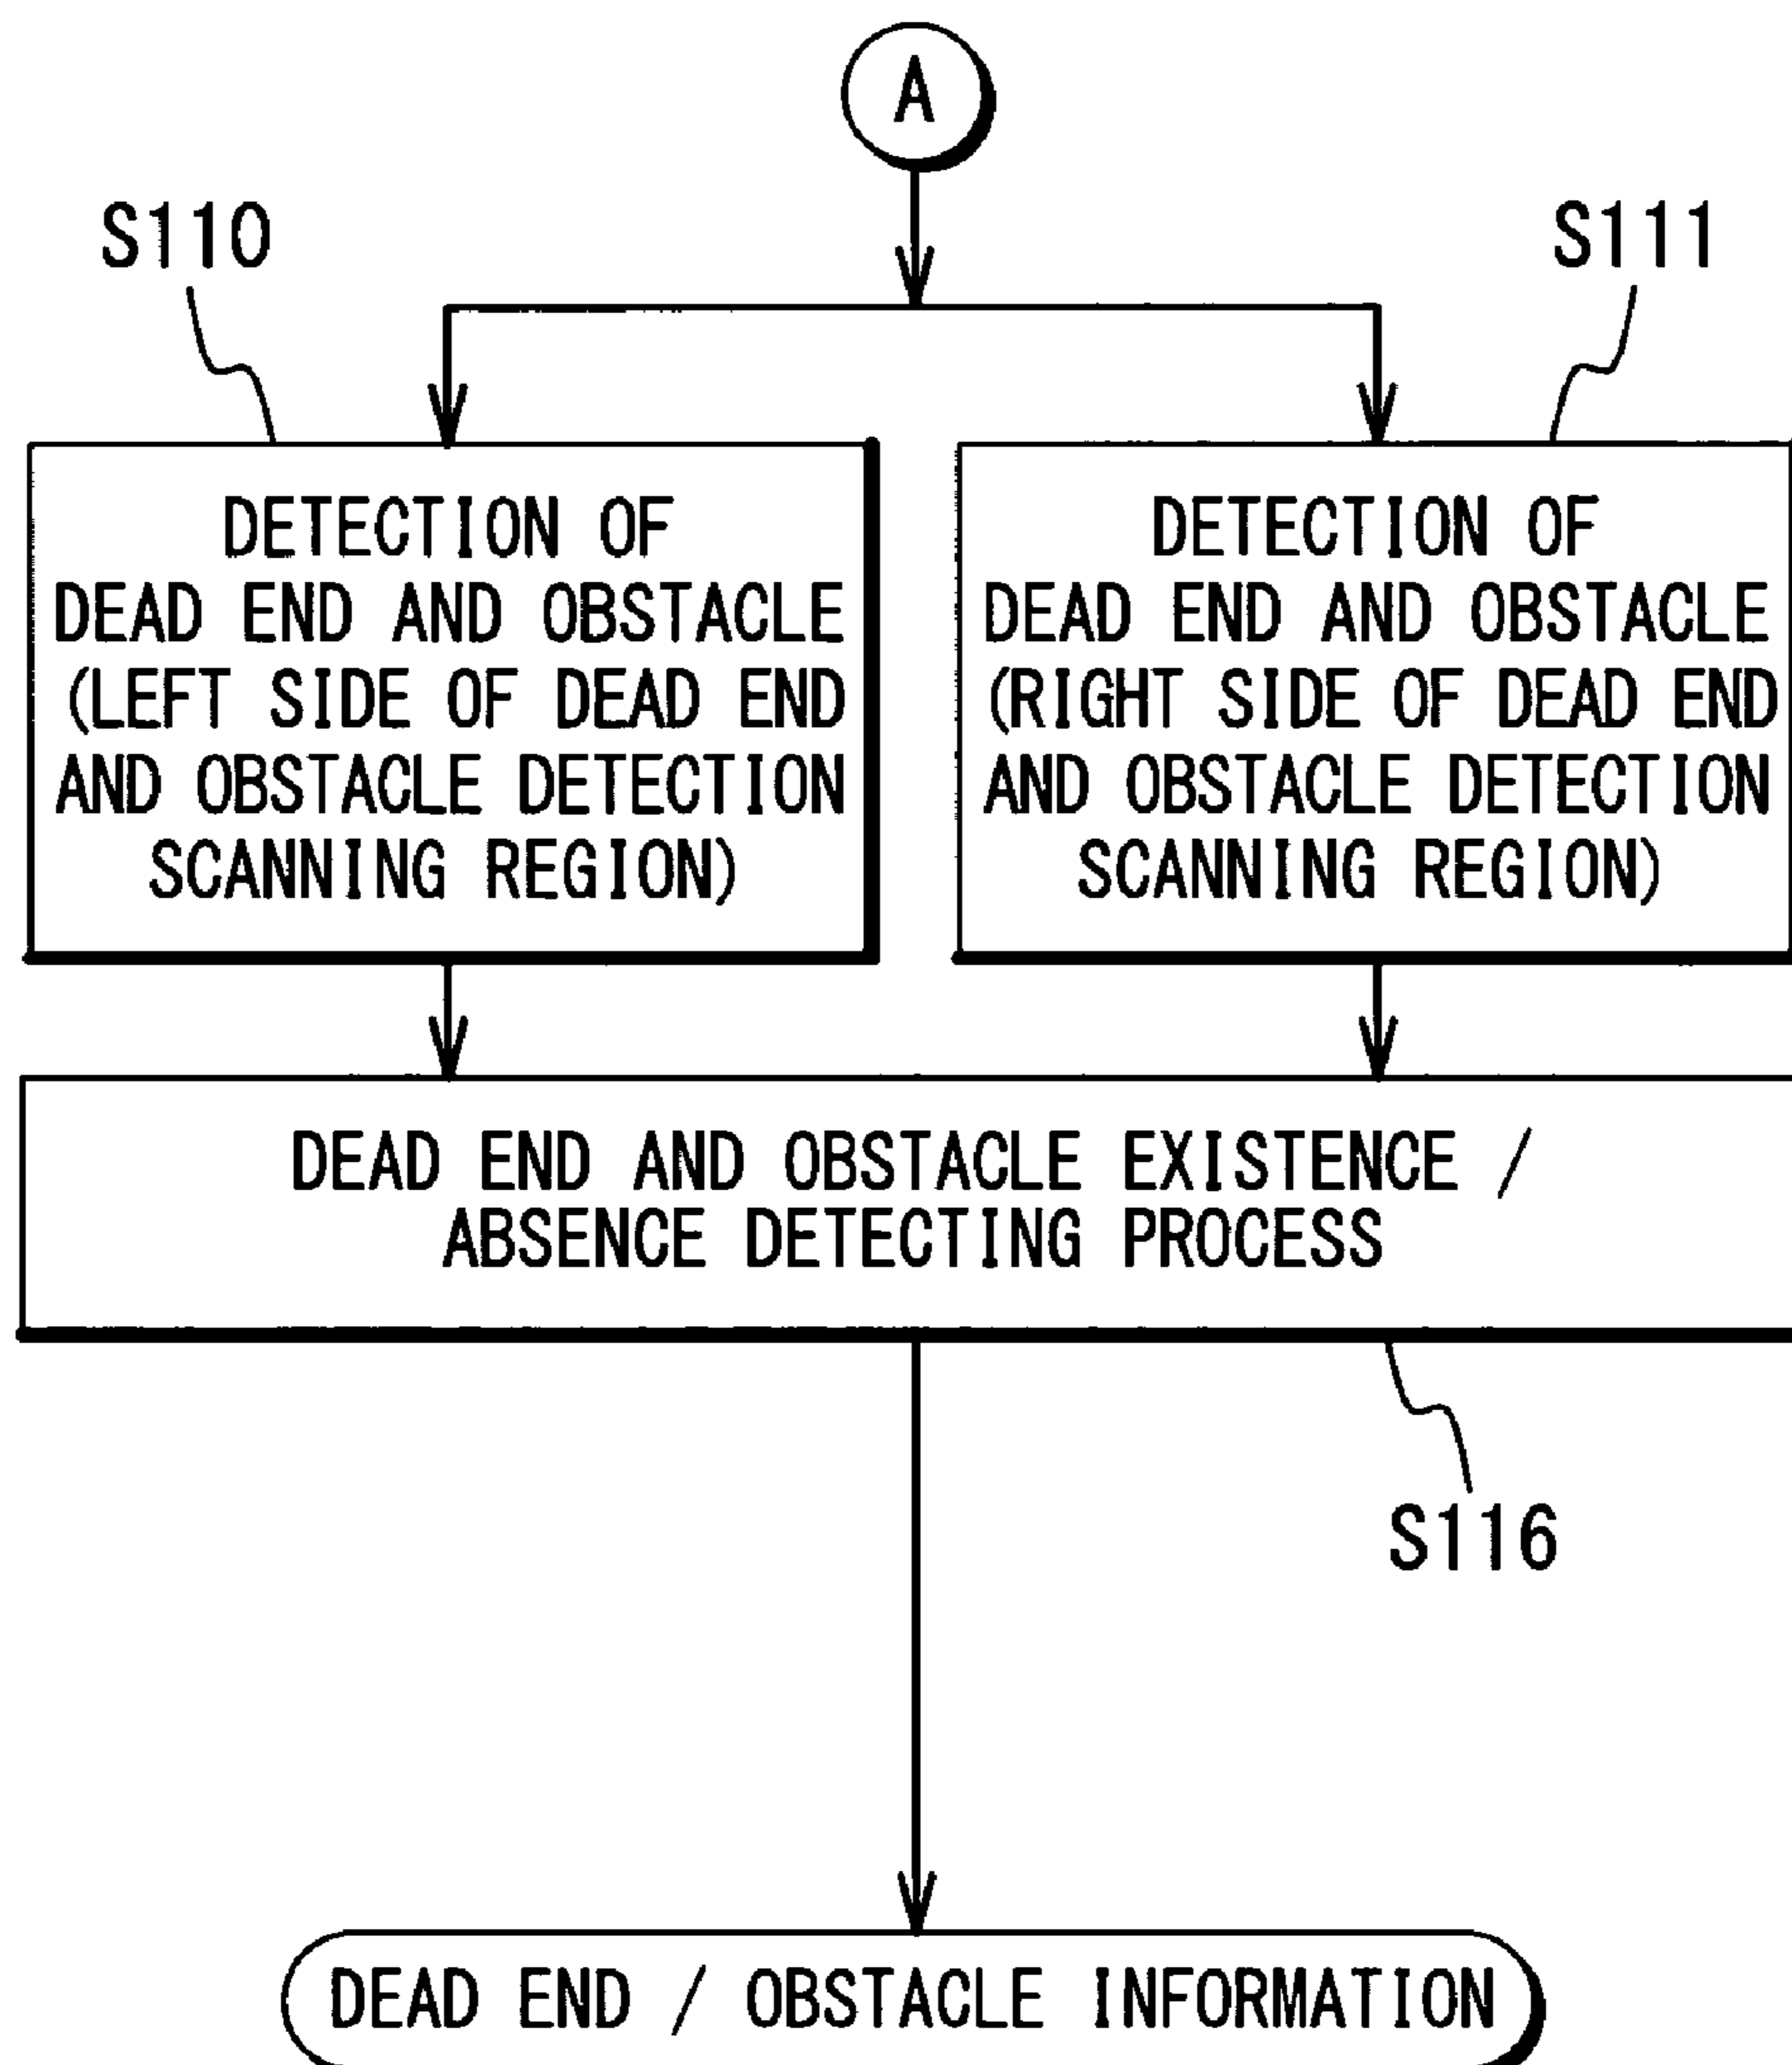 A
S110
S111
DETECTION OF
DEAD END AND OBSTACLE
(LEFT SIDE OF DEAD END
AND OBSTACLE DETECTION
SCANNING REGION)
DETECTION OF
DEAD END AND OBSTACLE
(RIGHT SIDE OF DEAD END
AND OBSTACLE DETECTION
SCANNING REGION)
DEAD END AND OBSTACLE EXISTENCE /
ABSENCE DETECTING PROCESS
S116
DEAD END / OBSTACLE INFORMATION